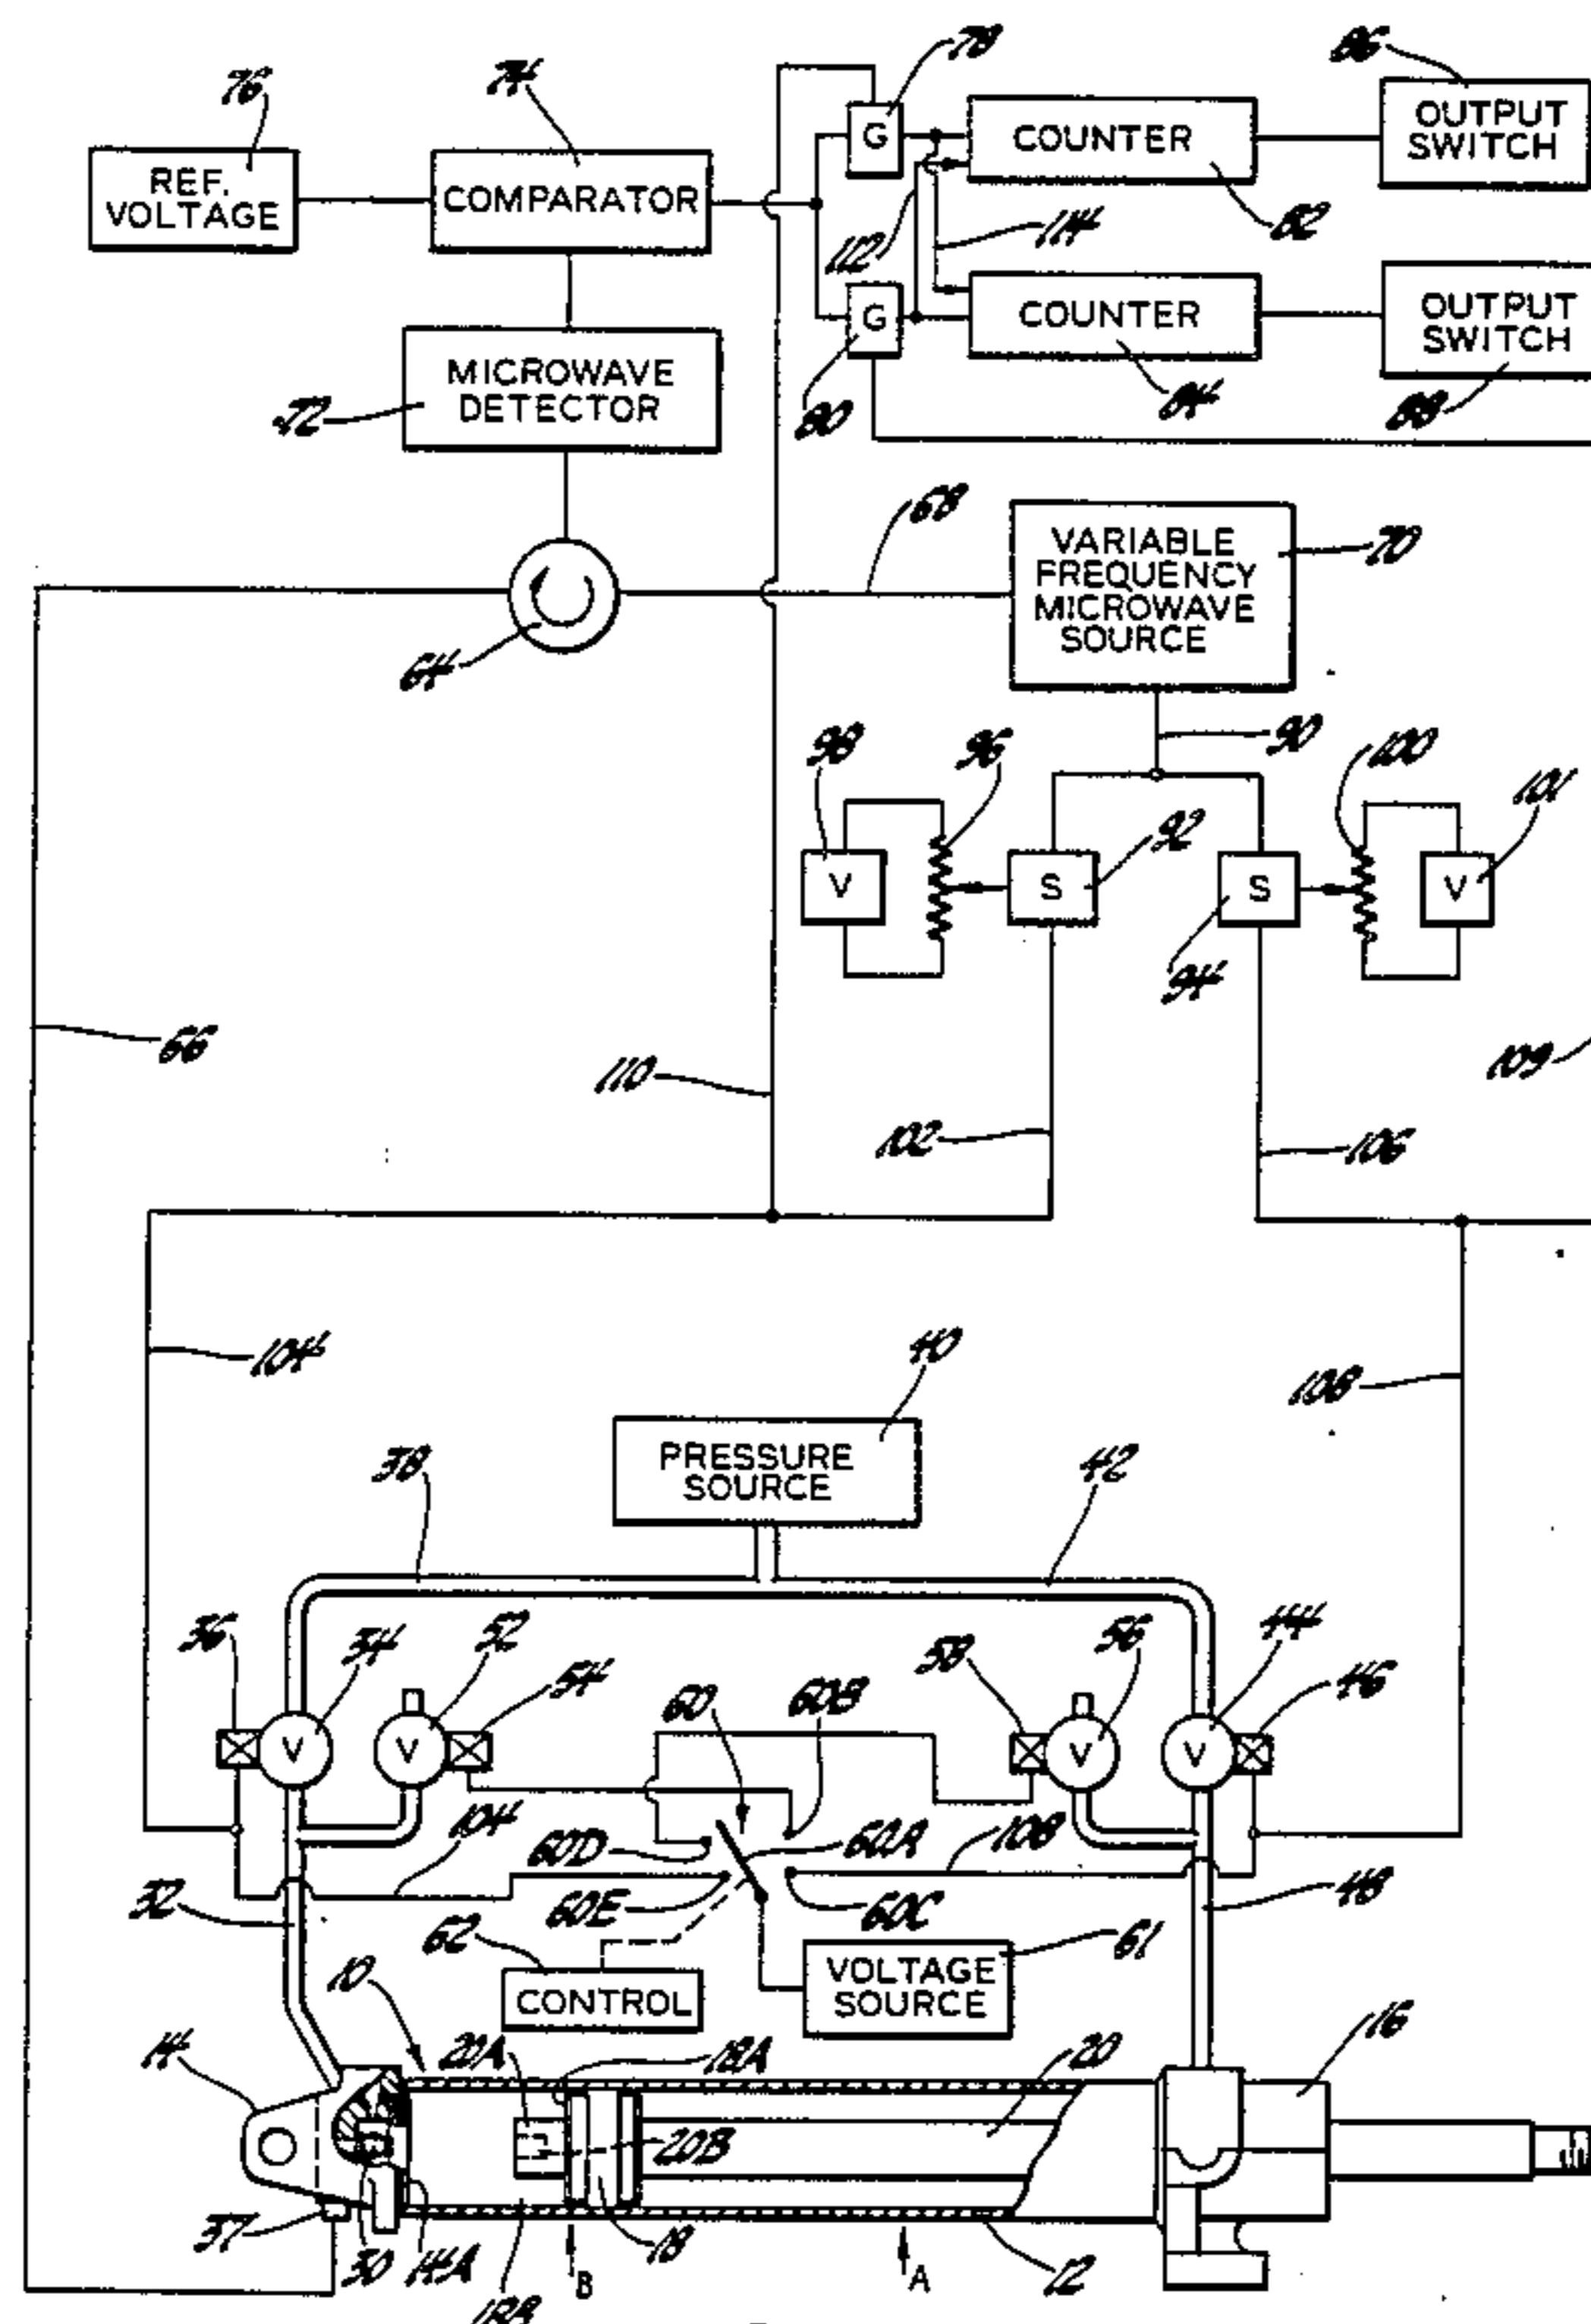 78
86
76
74
G
COUNTER
OUTPUT
SWITCH
REF.
VOLTAGE
COMPARATOR
82
112
114
G
COUNTER
OUTPUT
SWITCH
MICROWAVE
DETECTOR
72
80
84
88
68
VARIABLE
FREQUENCY
MICROWAVE
SOURCE
70
64
90
98
96
100
101
92
V
S
S
V
94
66
110
109
102
106
104
40
108
PRESSURE
SOURCE
38
42
36
34
52
54
60
60B
58
56
44
46
V
V
V
V
104
60D
60A
108
32
60E
60C
48
62
61
10
CONTROL
VOLTAGE
SOURCE
14
20A
18A
20
16
20B
37
30
14A
B
18
A
12